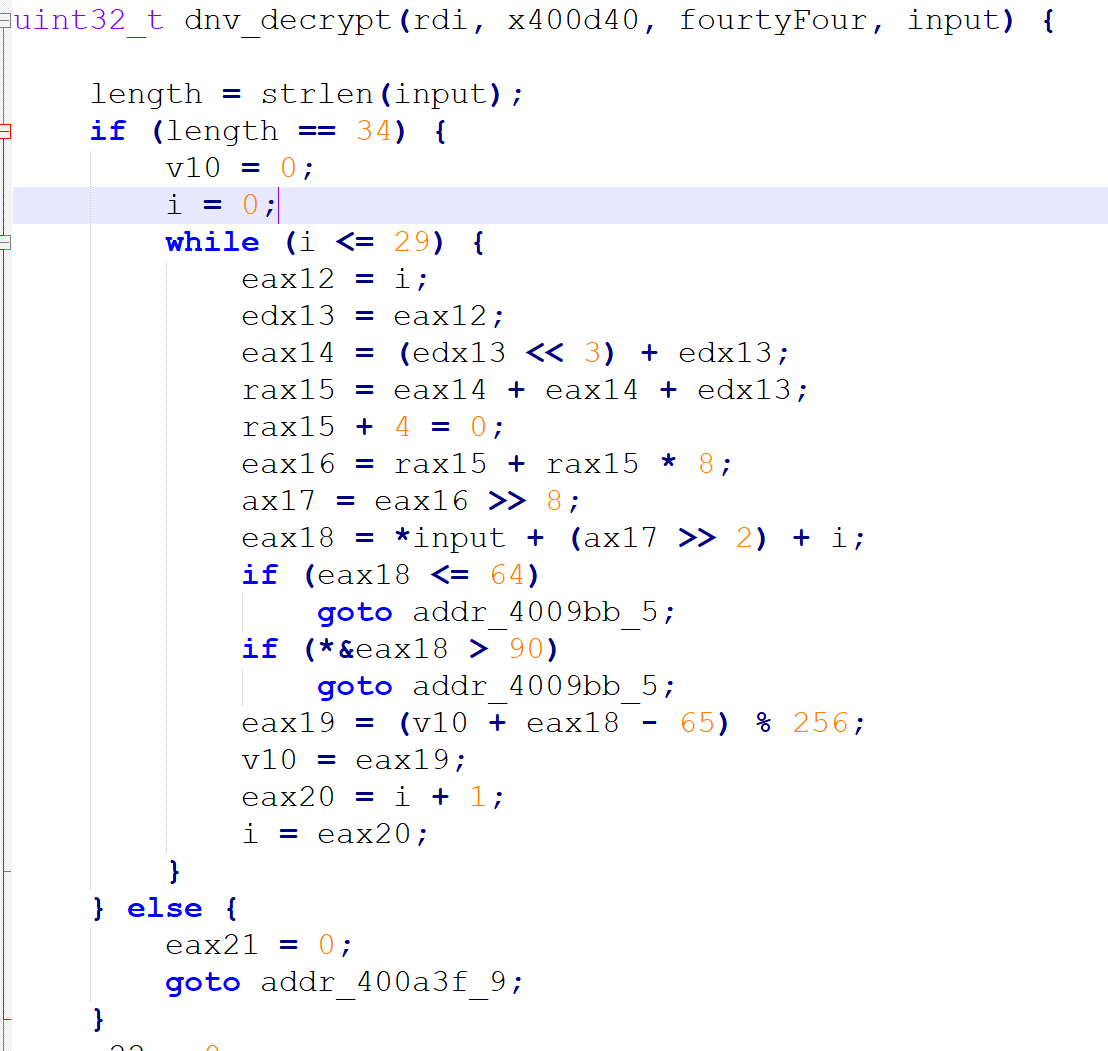 uint32_t dnv_decrypt(rdi, x400d40, fourtyFour, input) {
length = strlen(input);
if (length == 34) {
v10 = 0;
i = 0;
while (i <= 29) {
eax12 = i;
edx13 = eax12;
eax14 = (edx13 << 3) + edx13;
rax15 = eax14 + eax14 + edx13;
rax15 + 4 = 0;
eax16 = rax15 + rax15 * 8;
ax17 = eax16 >> 8;
eax18 = *input + (ax17 >> 2) + i;
if (eax18 <= 64)
goto addr_4009bb_5;
if (*&eax18 > 90)
goto addr_4009bb_5;
eax19 = (v10 + eax18 - 65) % 256;
v10 = eax19;
eax20 = i + 1;
i = eax20;
}
} else {
eax21 = 0;
goto addr_400a3f_9;
}